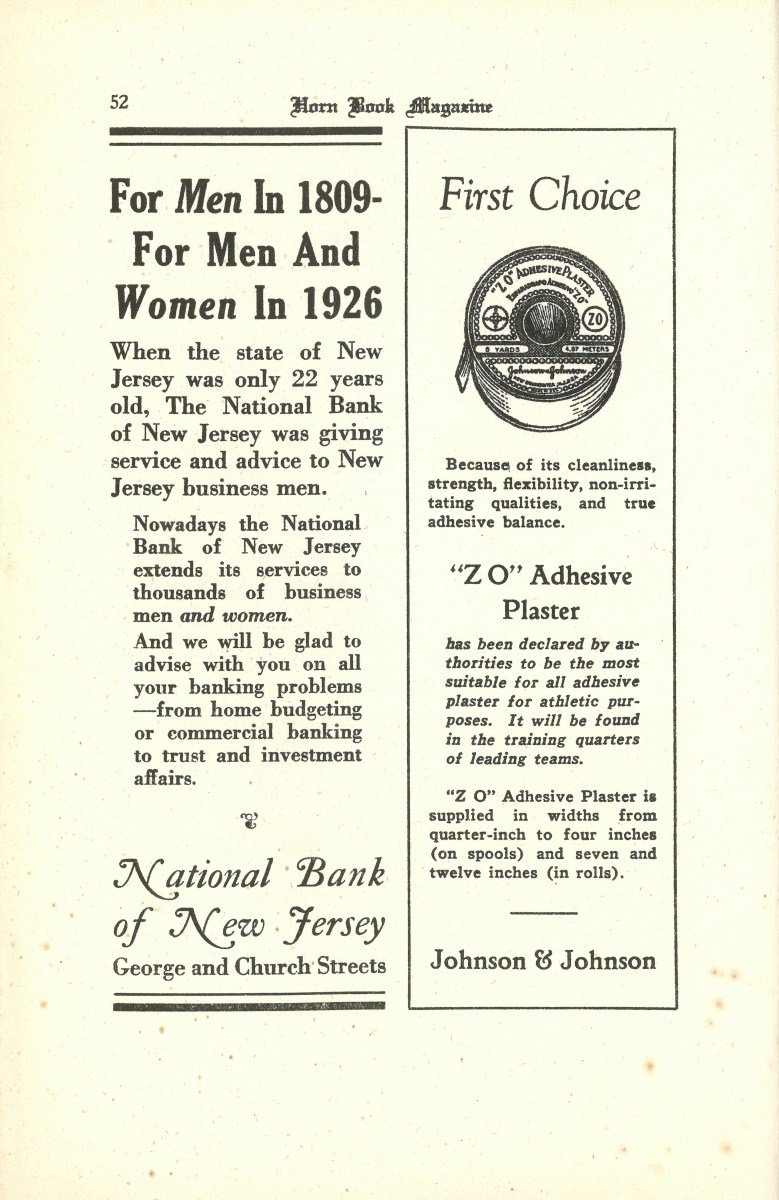 52
Horn Book Magazine
For Men In 1809-
For Men And
Women In 1926
When the state of New
Jersey was only 22 years
old, The National Bank
of New Jersey was giving
service and advice to New
Jersey business men.
Nowadays the National
Bank of New Jersey
extends its services to
thousands of business
men and women.
And we will be glad to
advise with you on all
your banking problems
—from home budgeting
or commercial banking
to trust and investment
affairs.
National Bank
of New Jersey
George and Church Streets
First Choice
"Z O" ADHESIVE PLASTER
ZO
5 YARDS
4.57 METERS
Johnson & Johnson
Because of its cleanliness,
strength, flexibility, non-irri-
tating qualities, and true
adhesive balance.
"Z O" Adhesive
Plaster
has been declared by au-
thorities to be the most
suitable for all adhesive
plaster for athletic pur-
poses. It will be found
in the training quarters
of leading teams.
"Z O" Adhesive Plaster is
supplied in widths from
quarter-inch to four inches
(on spools) and seven and
twelve inches (in rolls).
Johnson & Johnson